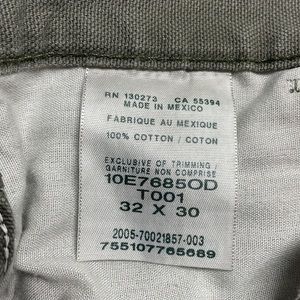 RN 130273 CA 55394
MADE IN MEXICO
FABRIQUE AU MEXIQUE
100% COTTON / COTON
EXCLUSIVE OF TRIMMING /
GARNITURE NON COMPRISE
10E7685OD
T001
32 X 30
2005-70021857-003
755107765689